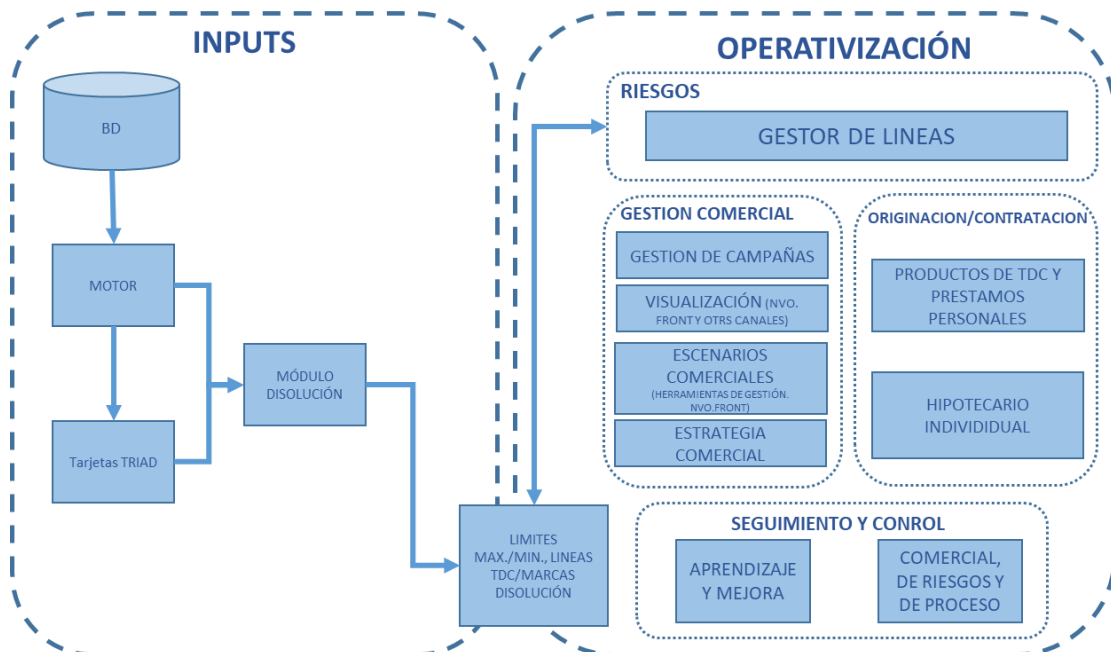 INPUTS
BD
MOTOR
Tarjetas TRIAD
MÓDULO
DISOLUCIÓN
LIMITES
MAX./MIN., LINEAS
TDC/MARCAS
DISOLUCIÓN
OPERATIVIZACIÓN
RIESGOS
GESTOR DE LINEAS
GESTION COMERCIAL
GESTION DE CAMPAÑAS
VISUALIZACIÓN (NVO.
FRONT Y OTRS CANALES)
ESCENARIOS
COMERCIALES
(HERRAMIENTAS DE GESTIÓN.
NVO.FRONT)
ESTRATEGIA
COMERCIAL
ORIGINACION/CONTRATACION
PRODUCTOS DE TDC Y
PRESTAMOS
PERSONALES
HIPOTECARIO
INDIVIDIDUAL
SEGUIMIENTO Y CONROL
APRENDIZAJE
Y MEJORA
COMERCIAL,
DE RIESGOS Y
DE PROCESO